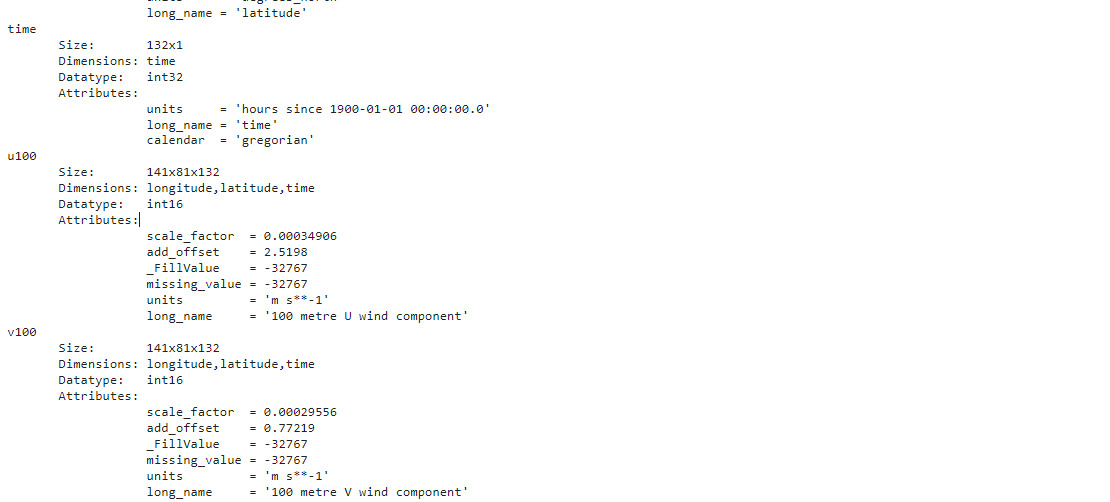 long_name = 'latitude'
time
Size: 132x1
Dimensions: time
Datatype: int32
Attributes:
units = 'hours since 1900-01-01 00:00:00.0'
long_name = 'time'
calendar = 'gregorian'
u100
Size: 141x81x132
Dimensions: longitude,latitude,time
Datatype: int16
Attributes:
scale_factor = 0.00034906
add_offset = 2.5198
_FillValue = -32767
missing_value = -32767
units = 'm s**-1'
long_name = '100 metre U wind component'
v100
Size: 141x81x132
Dimensions: longitude,latitude,time
Datatype: int16
Attributes:
scale_factor = 0.00029556
add_offset = 0.77219
_FillValue = -32767
missing_value = -32767
units = 'm s**-1'
long_name = '100 metre V wind component'